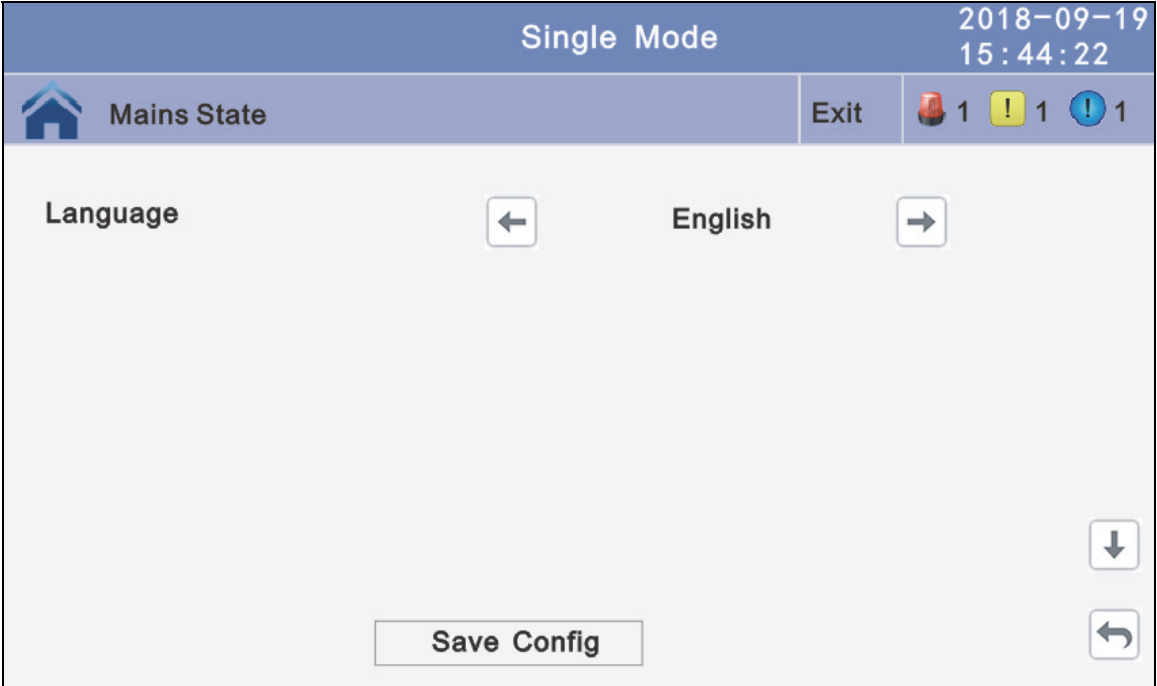 Single Mode
2018-09-19
15:44:22
Mains State
Exit
1
! 1
! 1
Language
English
Save Config